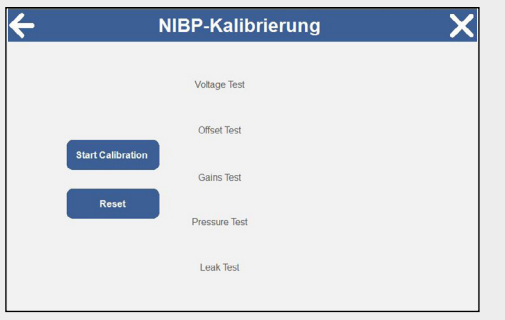 NIBP-Kalibrierung
Voltage Test
Offset Test
Start Calibration
Gains Test
Reset
Pressure Test
Leak Test